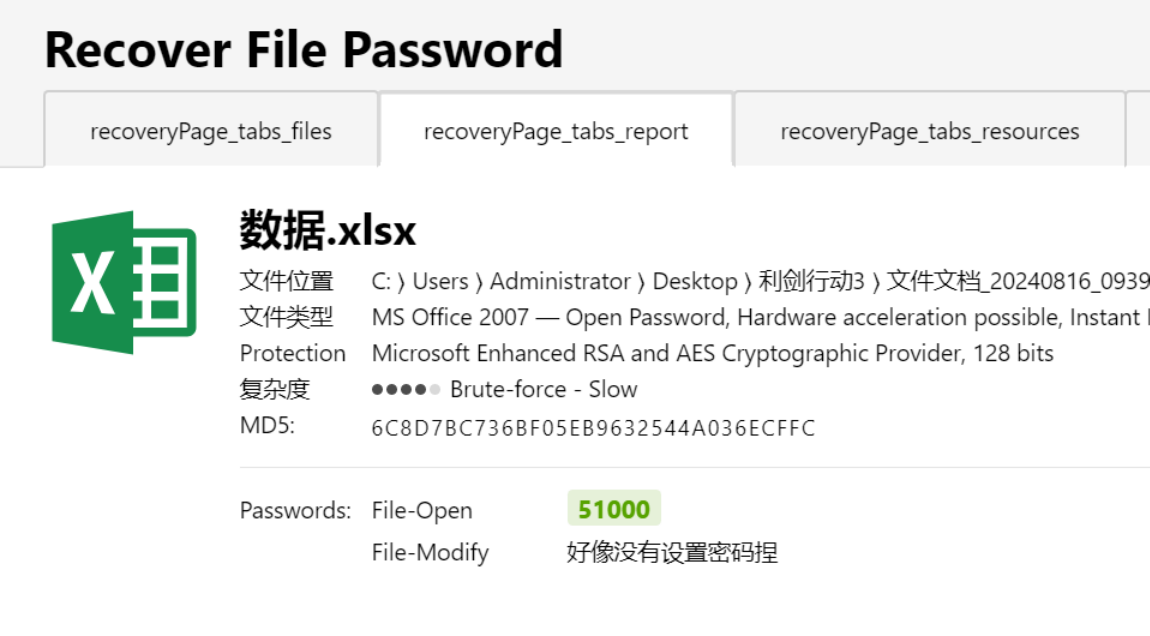 Recover File Password
recoveryPage_tabs_files recoveryPage_tabs_report recoveryPage_tabs_resources
X
数据.xlsx
文件位置 C: ⟩ Users ⟩ Administrator ⟩ Desktop ⟩ 利剑行动3 ⟩ 文件文档_20240816_0939
文件类型 MS Office 2007 — Open Password, Hardware acceleration possible, Instant
Protection Microsoft Enhanced RSA and AES Cryptographic Provider, 128 bits
复杂度 Brute-force - Slow
MD5: 6C8D7BC736BF05EB9632544A036ECFFC
Passwords: File-Open 51000
File-Modify 好像没有设置密码捏